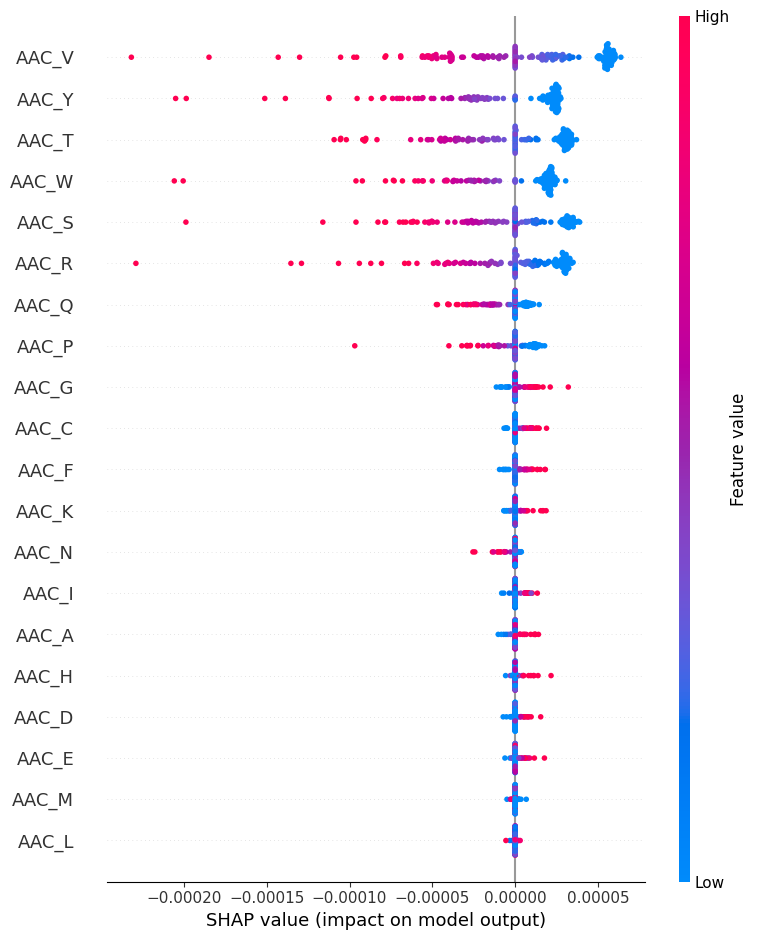 High
AAC_V
AAC_Y
AAC_T
AAC_W
AAC_S
AAC_R
AAC_Q
AAC_P
AAC_G
AAC_C
AAC_F
AAC_K
AAC_N
AAC_I
AAC_A
AAC_H
AAC_D
AAC_E
AAC_M
AAC_L
Feature value
Low
−0.00020 −0.00015 −0.00010 −0.00005 0.00000 0.00005
SHAP value (impact on model output)